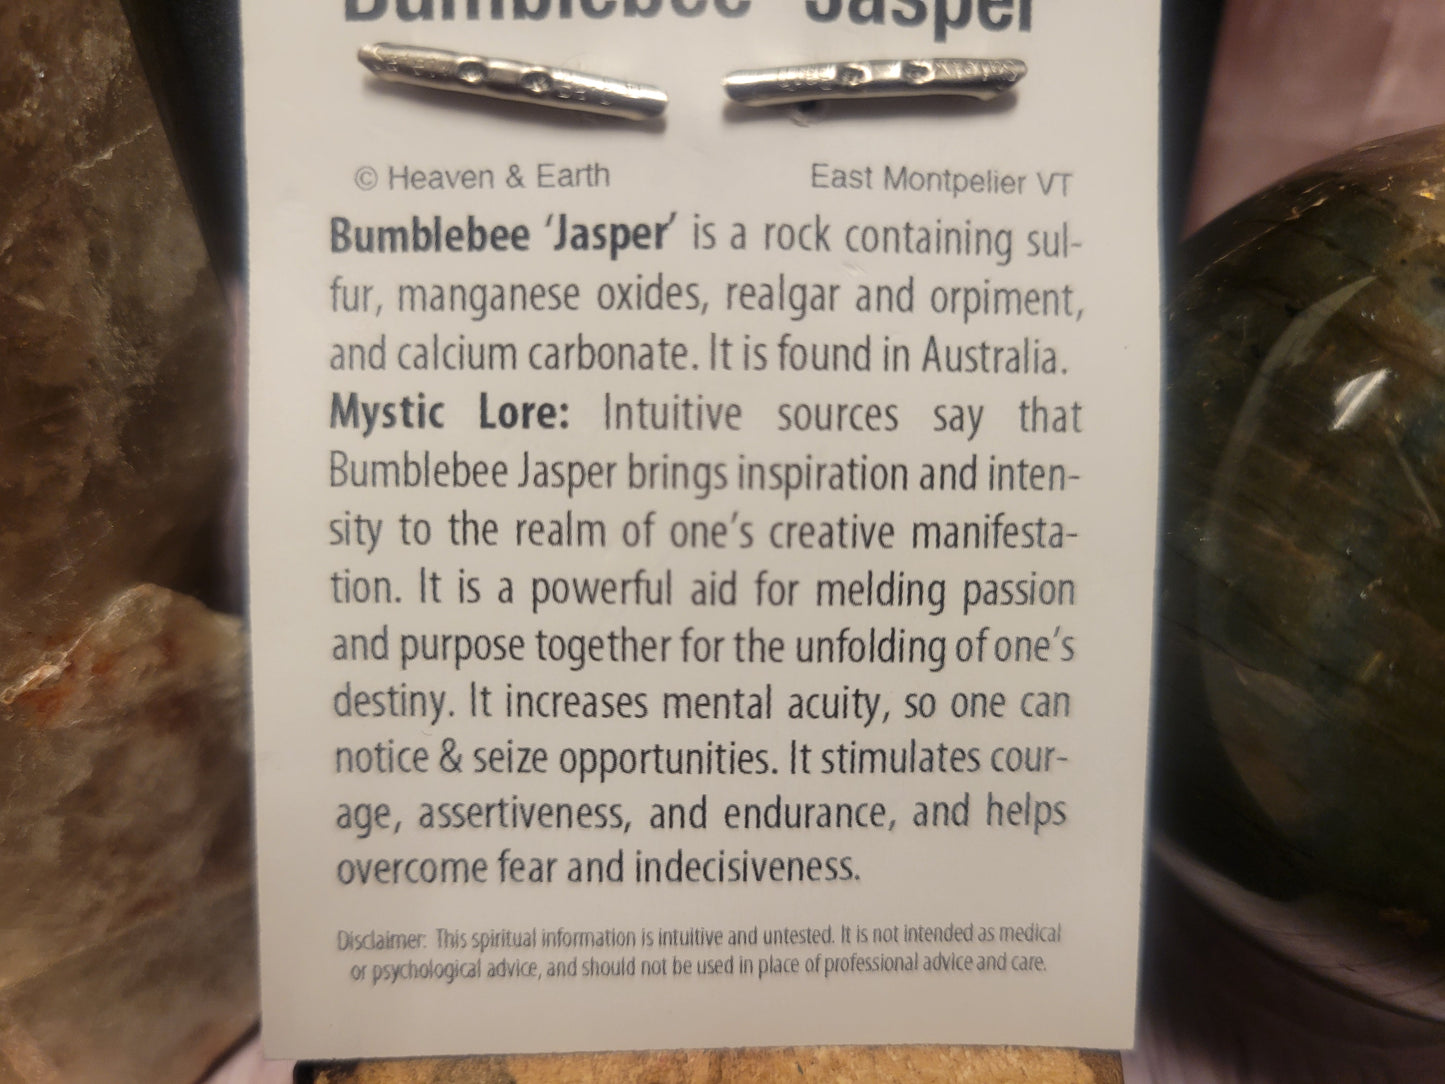 Bumblebee "Jasper"
© Heaven & Earth East Montpelier VT
Bumblebee ‘Jasper’ is a rock containing sul-
fur, manganese oxides, realgar and orpiment,
and calcium carbonate. It is found in Australia.
Mystic Lore: Intuitive sources say that
Bumblebee Jasper brings inspiration and inten-
sity to the realm of one’s creative manifesta-
tion. It is a powerful aid for melding passion
and purpose together for the unfolding of one’s
destiny. It increases mental acuity, so one can
notice & seize opportunities. It stimulates cour-
age, assertiveness, and endurance, and helps
overcome fear and indecisiveness.
Disclaimer: This spiritual information is intuitive and untested. It is not intended as medical
or psychological advice, and should not be used in place of professional advice and care.